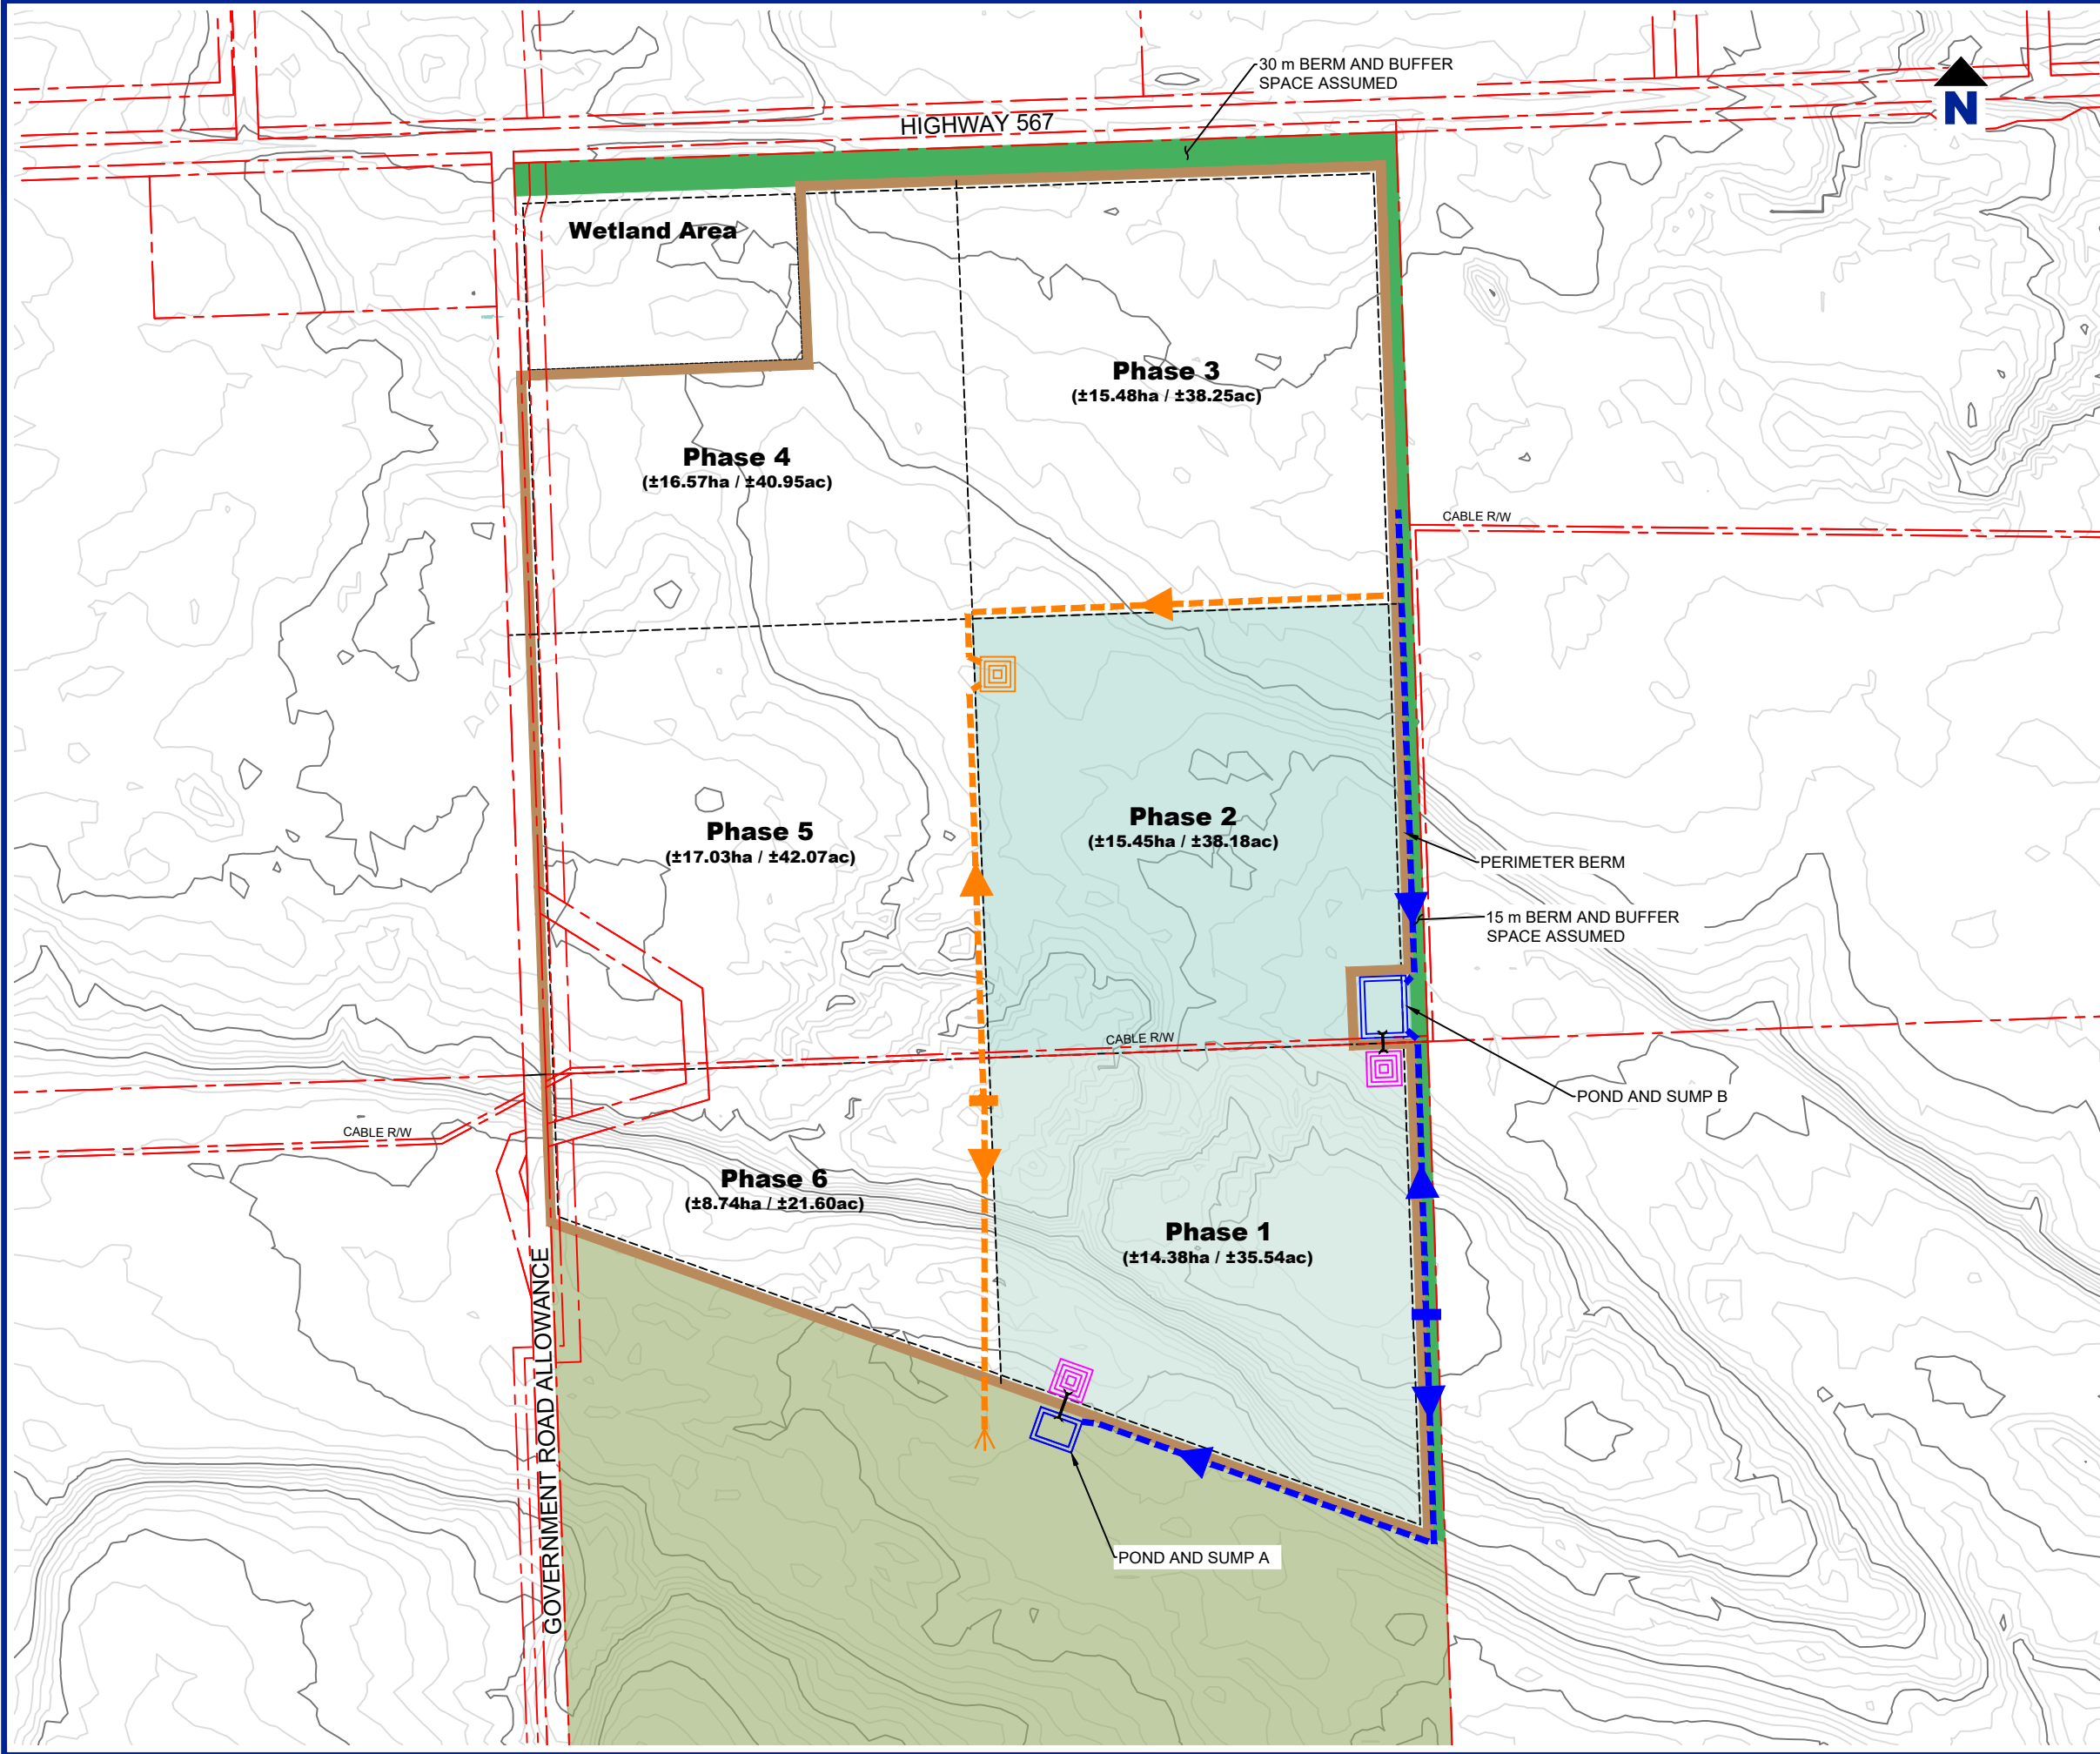 30 m BERM AND BUFFER
SPACE ASSUMED
HIGHWAY 567
N
Wetland Area
Phase 3
(±15.48ha / ±38.25ac)
Phase 4
(±16.57ha / ±40.95ac)
CABLE R/W
Phase 2
(±15.45ha / ±38.18ac)
Phase 5
(±17.03ha / ±42.07ac)
PERIMETER BERM
15 m BERM AND BUFFER
SPACE ASSUMED
CABLE R/W
POND AND SUMP B
CABLE R/W
Phase 6
(±8.74ha / ±21.60ac)
Phase 1
(±14.38ha / ±35.54ac)
GOVERNMENT ROAD ALLOWANCE
POND AND SUMP A